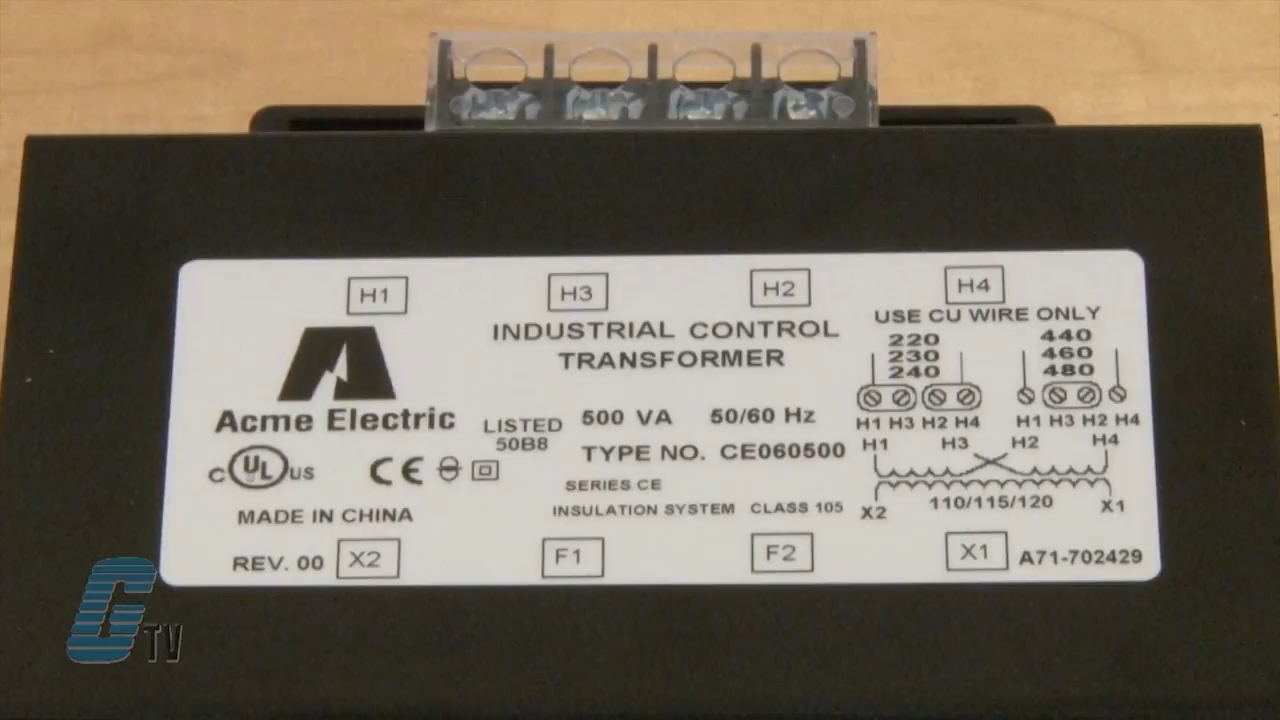 H1 H3 H2 H4
Acme Electric
INDUSTRIAL CONTROL
TRANSFORMER
LISTED
50B8
500 VA 50/60 Hz
TYPE NO. CE060500
SERIES CE
INSULATION SYSTEM CLASS 105
C UL US
CE
MADE IN CHINA
REV. 00
USE CU WIRE ONLY
220 440
230 460
240 480
H1 H3 H2 H4 H1 H3 H2 H4
H1 H3 H2 H4
X2 110/115/120 X1
X2 F1 F2 X1
A71-702429
G TV